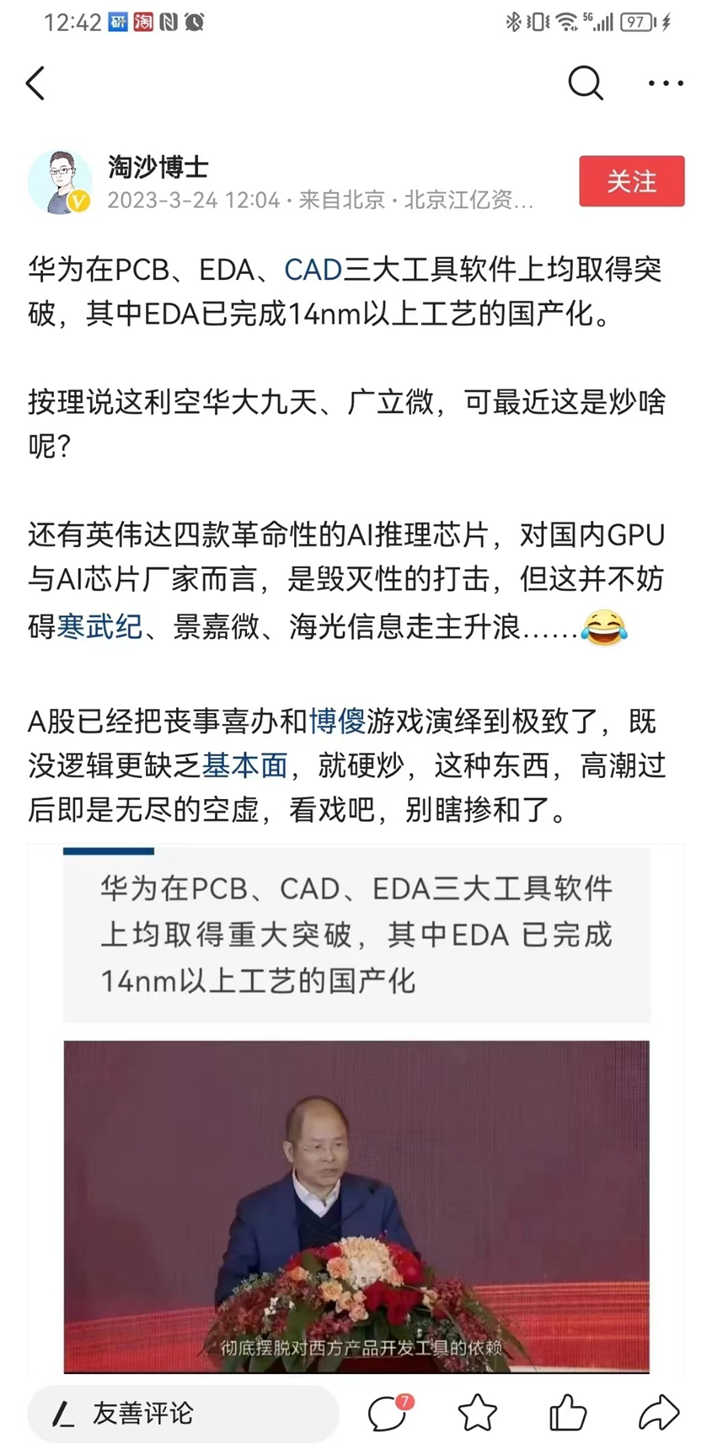 12:42 研 淘 5G 97
淘沙博士
2023-3-24 12:04 · 来自北京 · 北京江亿资...
关注
华为在PCB、EDA、CAD三大工具软件上均取得突
破，其中EDA已完成14nm以上工艺的国产化。
按理说这利空华大九天、广立微，可最近这是炒啥
呢？
还有英伟达四款革命性的AI推理芯片，对国内GPU
与AI芯片厂家而言，是毁灭性的打击，但这并不妨
碍寒武纪、景嘉微、海光信息走主升浪……
A股已经把丧事喜办和博傻游戏演绎到极致了，既
没逻辑更缺乏基本面，就硬炒，这种东西，高潮过
后即是无尽的空虚，看戏吧，别瞎掺和了。
华为在PCB、CAD、EDA三大工具软件
上均取得重大突破，其中EDA 已完成
14nm以上工艺的国产化
彻底摆脱对西方产品开发工具的依赖
友善评论
7